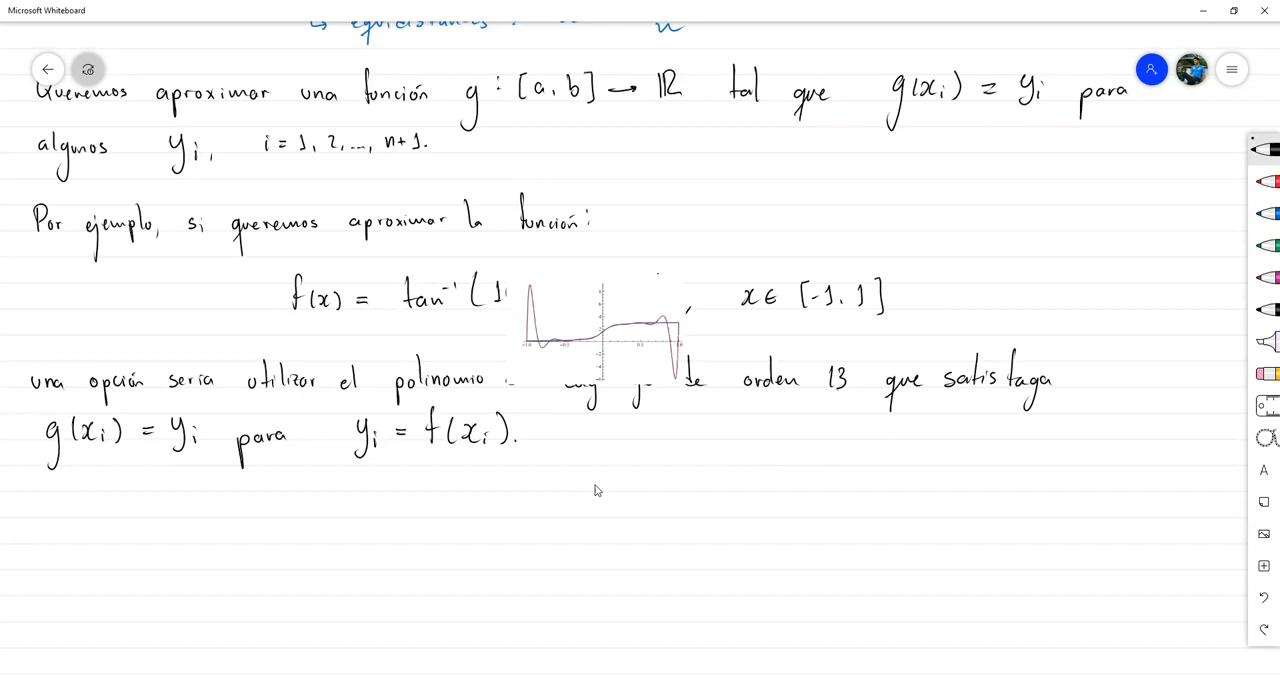 Microsoft Whiteboard
↳ equidistantes
n
Queremos aproximar una función g : [a, b] → ℝ tal que g(xᵢ) = yᵢ para
algunos yᵢ, i = 1, 2, ..., n+1.
Por ejemplo, si queremos aproximar la función:
f(x) = tan⁻¹ (1 , x ∈ [-1, 1]
una opción sería utilizar el polinomio de orden 13 que satisfaga
g(xᵢ) = yᵢ para yᵢ = f(xᵢ).